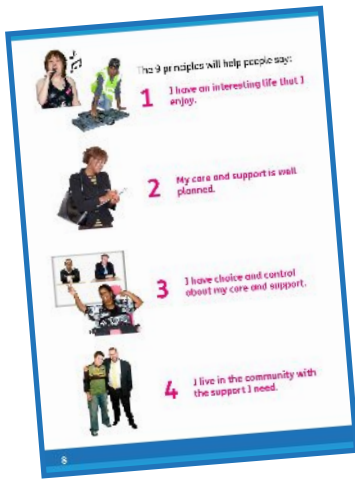 The 9 principles will help people say:
1 I have an interesting life that I
enjoy.
2 My care and support is well
planned.
3 I have choice and control
about my care and support.
4 I live in the community with
the support I need.
8